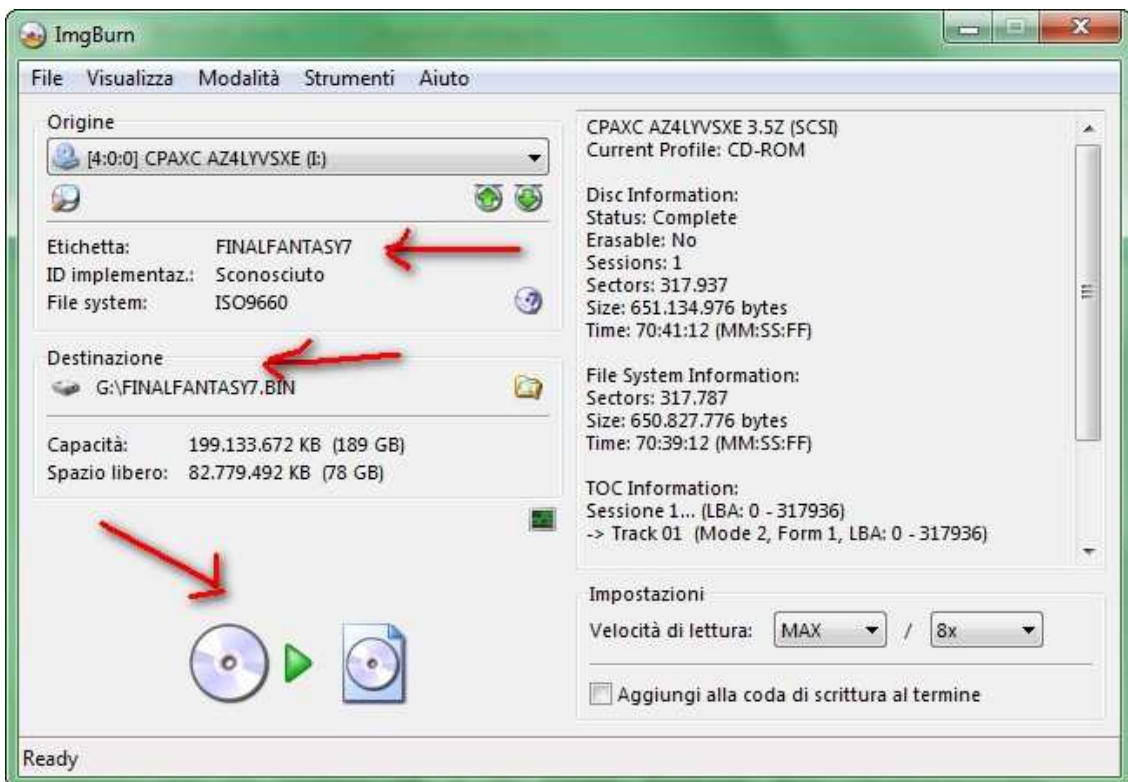 ImgBurn
File Visualizza Modalità Strumenti Aiuto
Origine
[4:0:0] CPAXC AZ4LYVSXE (I:)
Etichetta: FINALFANTASY7
ID implementaz.: Sconosciuto
File system: ISO9660
Destinazione
G:\FINALFANTASY7.BIN
Capacità: 199.133.672 KB (189 GB)
Spazio libero: 82.779.492 KB (78 GB)
CPAXC AZ4LYVSXE 3.5Z (SCSI)
Current Profile: CD-ROM
Disc Information:
Status: Complete
Erasable: No
Sessions: 1
Sectors: 317.937
Size: 651.134.976 bytes
Time: 70:41:12 (MM:SS:FF)
File System Information:
Sectors: 317.787
Size: 650.827.776 bytes
Time: 70:39:12 (MM:SS:FF)
TOC Information:
Sessione 1... (LBA: 0 - 317936)
-> Track 01 (Mode 2, Form 1, LBA: 0 - 317936)
Impostazioni
Velocità di lettura: MAX / 8x
Aggiungi alla coda di scrittura al termine
Ready